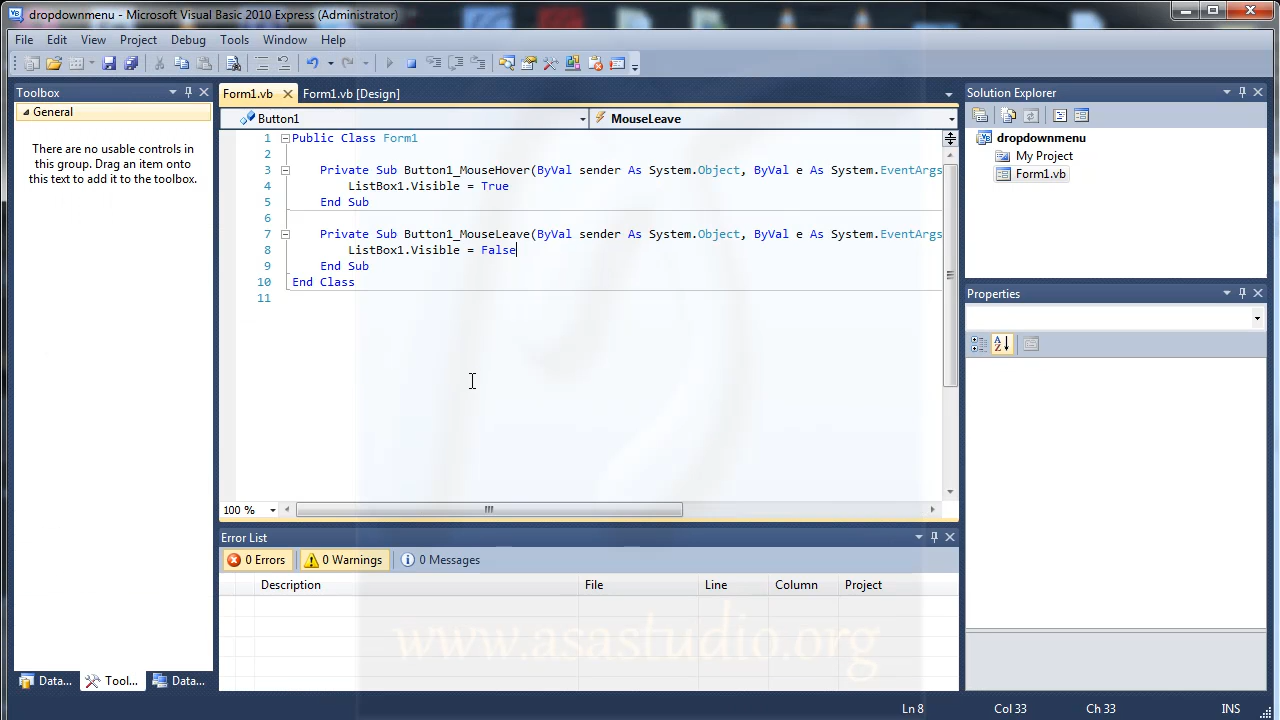 dropdownmenu - Microsoft Visual Basic 2010 Express (Administrator)
File Edit View Project Debug Tools Window Help
Toolbox
General
There are no usable controls in
this group. Drag an item onto
this text to add it to the toolbox.
Data... Tool... Data...
Form1.vb Form1.vb [Design]
Button1 MouseLeave
1 Public Class Form1
2
3 Private Sub Button1_MouseHover(ByVal sender As System.Object, ByVal e As System.EventArgs
4 ListBox1.Visible = True
5 End Sub
6
7 Private Sub Button1_MouseLeave(ByVal sender As System.Object, ByVal e As System.EventArgs
8 ListBox1.Visible = False
9 End Sub
10 End Class
11
100 %
Error List
0 Errors 0 Warnings 0 Messages
Description File Line Column Project
www.asastudio.org
Solution Explorer
dropdownmenu
My Project
Form1.vb
Properties
Ln 8 Col 33 Ch 33 INS